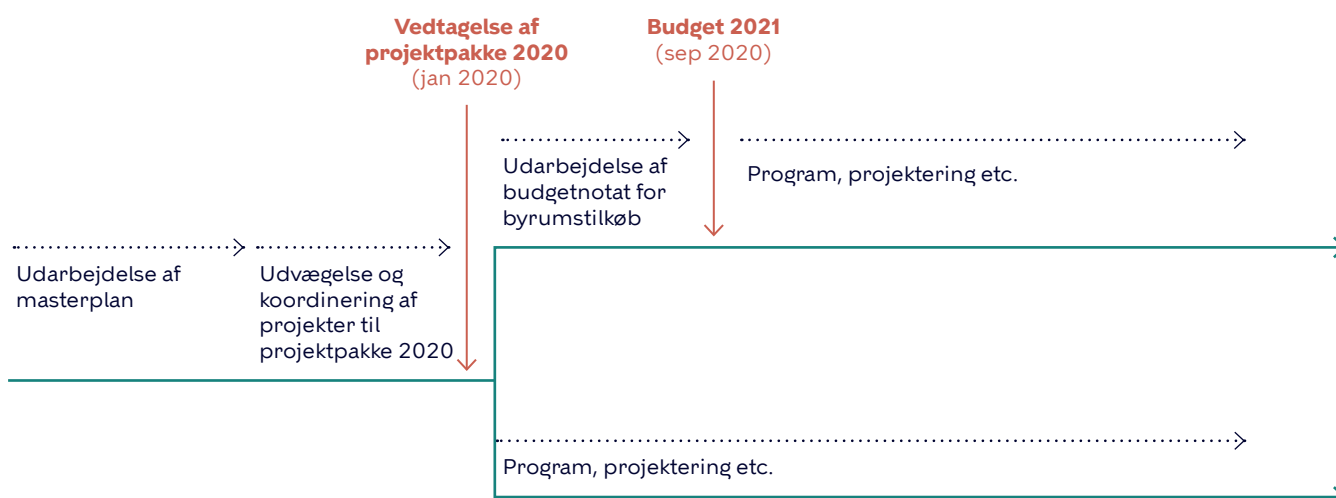 Vedtagelse af
projektpakke 2020
(jan 2020)
Budget 2021
(sep 2020)
Udarbejdelse af
budgetnotat for
byrumstilkøb
Program, projektering etc.
Udarbejdelse af
masterplan
Udvægelse og
koordinering af
projekter til
projektpakke 2020
Program, projektering etc.